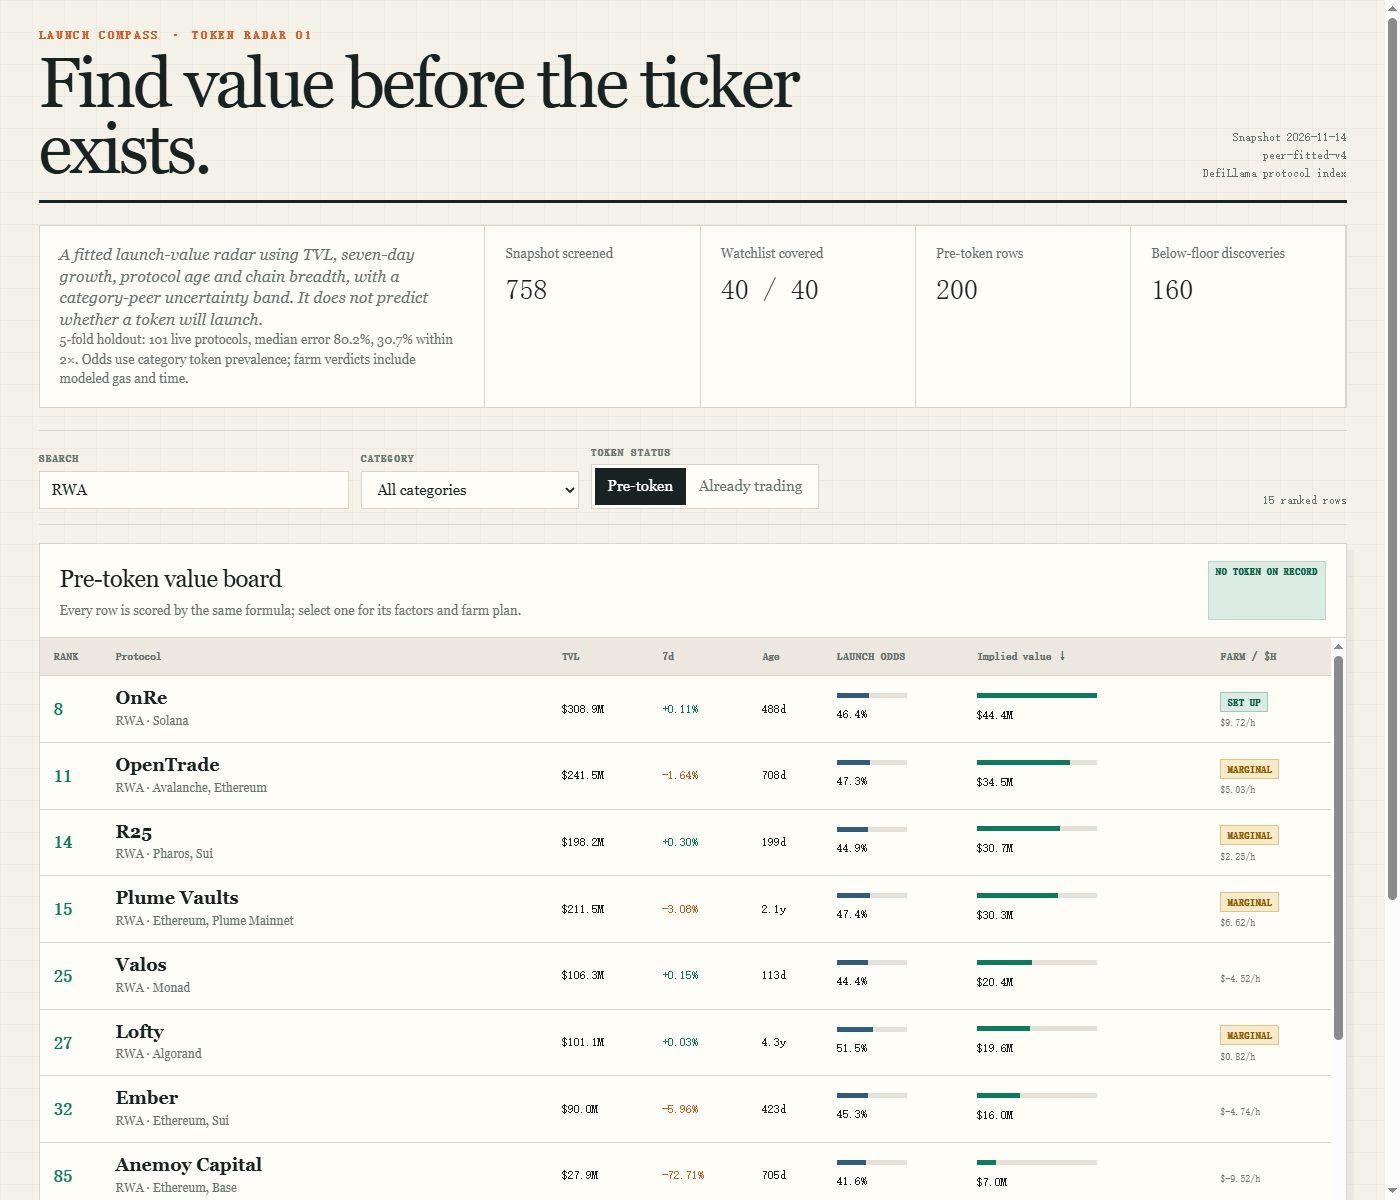 LAUNCH COMPASS · TOKEN RADAR 01
Find value before the ticker
exists.
Snapshot 2026-11-14
peer-fitted-v4
DefiLlama protocol index
A fitted launch-value radar using TVL, seven-day
growth, protocol age and chain breadth, with a
category-peer uncertainty band. It does not predict
whether a token will launch.
5-fold holdout: 101 live protocols, median error 80.2%, 30.7% within
2×. Odds use category token prevalence; farm verdicts include
modeled gas and time.
Snapshot screened
758
Watchlist covered
40 / 40
Pre-token rows
200
Below-floor discoveries
160
SEARCH
RWA
CATEGORY
All categories
TOKEN STATUS
Pre-token Already trading
15 ranked rows
Pre-token value board
Every row is scored by the same formula; select one for its factors and farm plan.
NO TOKEN ON RECORD
RANK Protocol TVL 7d Age LAUNCH ODDS Implied value ↓ FARM / $H
8 OnRe RWA · Solana $308.9M +0.11% 488d 46.4% $44.4M SET UP $9.72/h
11 OpenTrade RWA · Avalanche, Ethereum $241.5M -1.64% 708d 47.3% $34.5M MARGINAL $5.03/h
14 R25 RWA · Pharos, Sui $198.2M +0.30% 199d 44.9% $30.7M MARGINAL $2.25/h
15 Plume Vaults RWA · Ethereum, Plume Mainnet $211.5M -3.08% 2.1y 47.4% $30.3M MARGINAL $6.62/h
25 Valos RWA · Monad $106.3M +0.15% 113d 44.4% $20.4M $-4.52/h
27 Lofty RWA · Algorand $101.1M +0.03% 4.3y 51.5% $19.6M MARGINAL $0.82/h
32 Ember RWA · Ethereum, Sui $90.0M -5.96% 423d 45.3% $16.0M $-4.74/h
85 Anemoy Capital RWA · Ethereum, Base $27.9M -72.71% 705d 41.6% $7.0M $-9.52/h